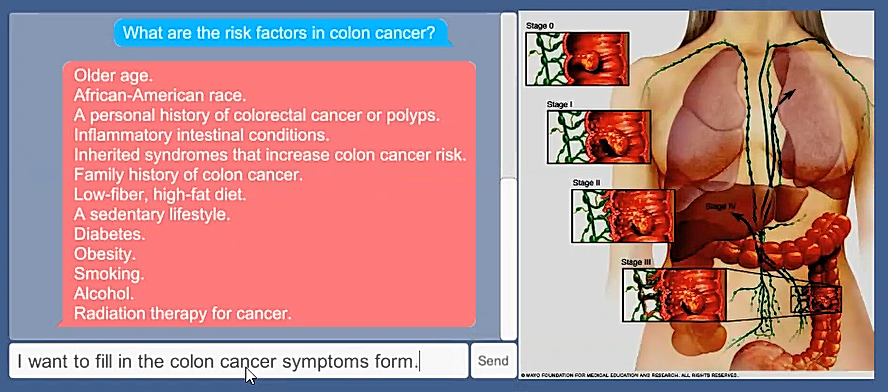 What are the risk factors in colon cancer?
Older age.
African-American race.
A personal history of colorectal cancer or polyps.
Inflammatory intestinal conditions.
Inherited syndromes that increase colon cancer risk.
Family history of colon cancer.
Low-fiber, high-fat diet.
A sedentary lifestyle.
Diabetes.
Obesity.
Smoking.
Alcohol.
Radiation therapy for cancer.
I want to fill in the colon cancer symptoms form.
Send
Stage 0
Stage I
Stage II
Stage IV
Stage III
© MAYO FOUNDATION FOR MEDICAL EDUCATION AND RESEARCH. ALL RIGHTS RESERVED.